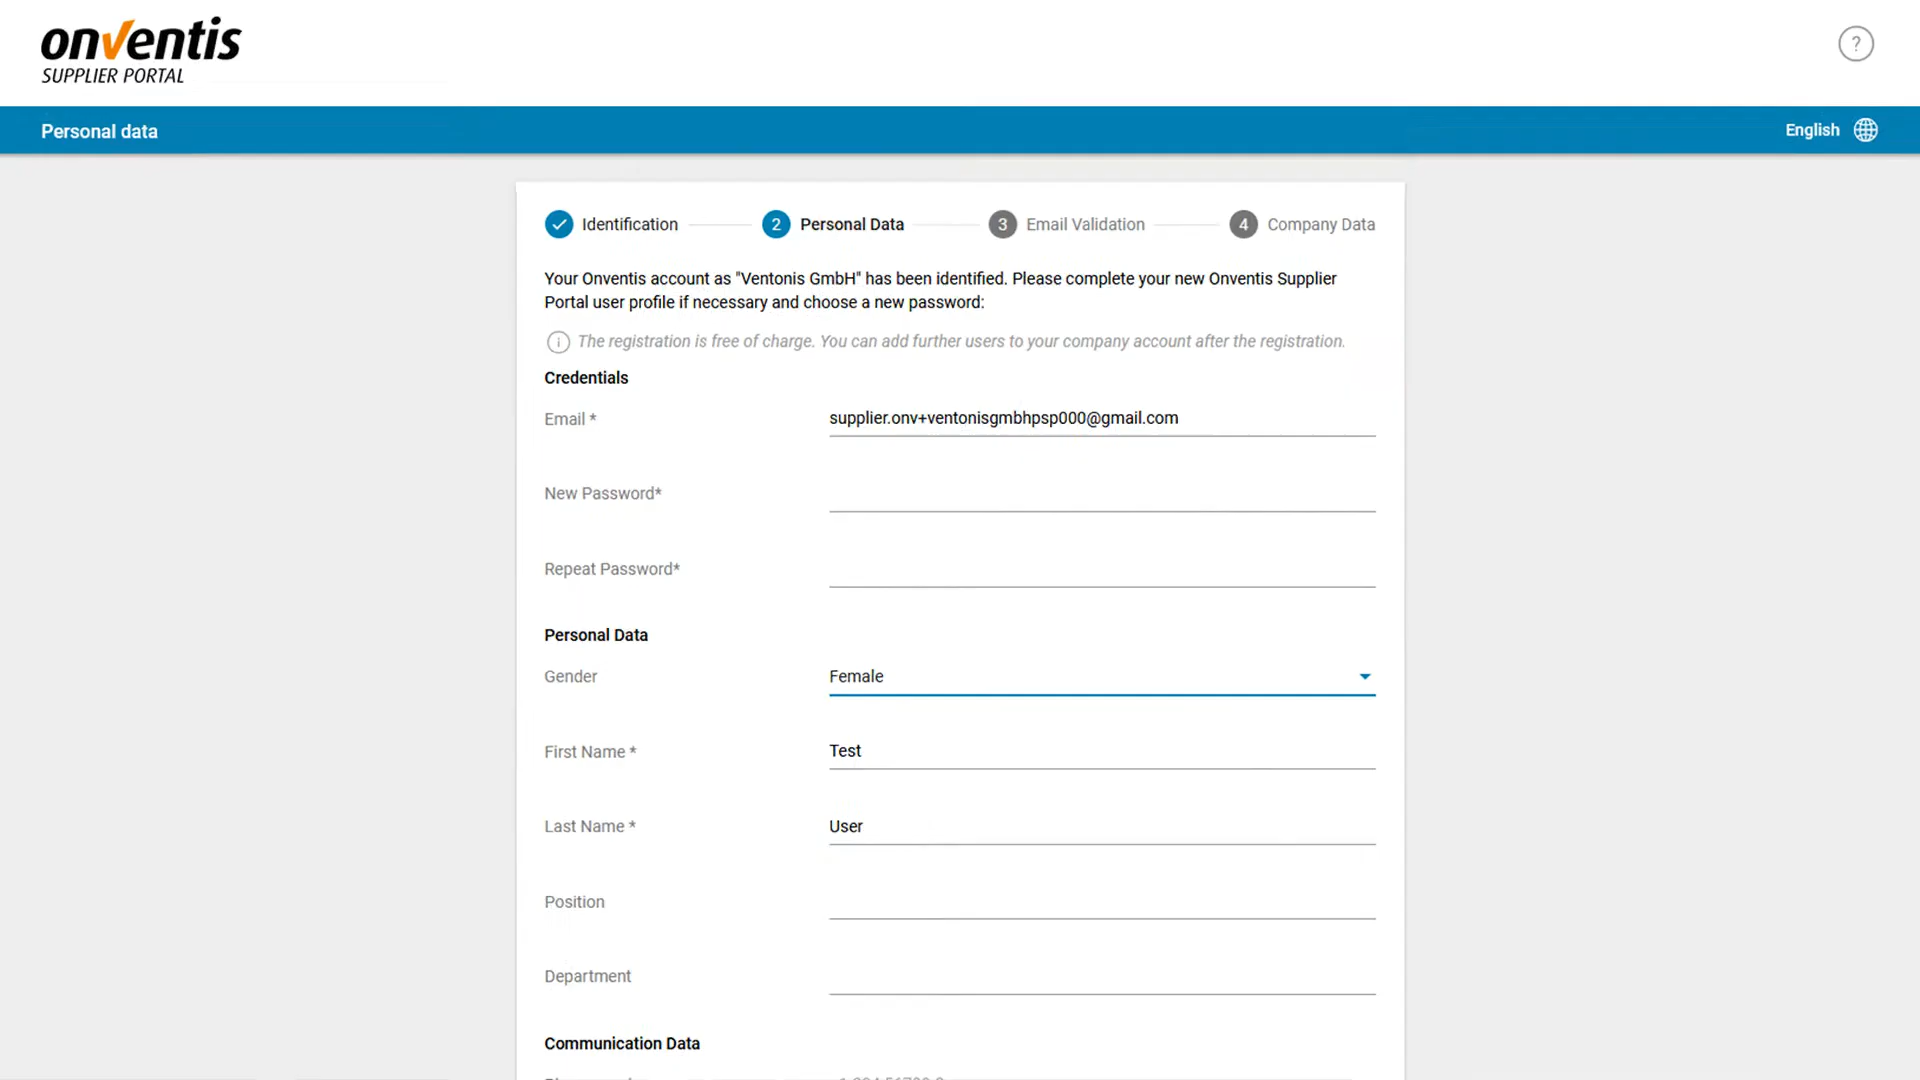 onventis
SUPPLIER PORTAL
?
Personal data
English
Identification
2 Personal Data
3 Email Validation
4 Company Data
Your Onventis account as "Ventonis GmbH" has been identified. Please complete your new Onventis Supplier
Portal user profile if necessary and choose a new password:
The registration is free of charge. You can add further users to your company account after the registration.
Credentials
Email * supplier.onv+ventonisgmbhpsp000@gmail.com
New Password*
Repeat Password*
Personal Data
Gender Female
First Name * Test
Last Name * User
Position
Department
Communication Data